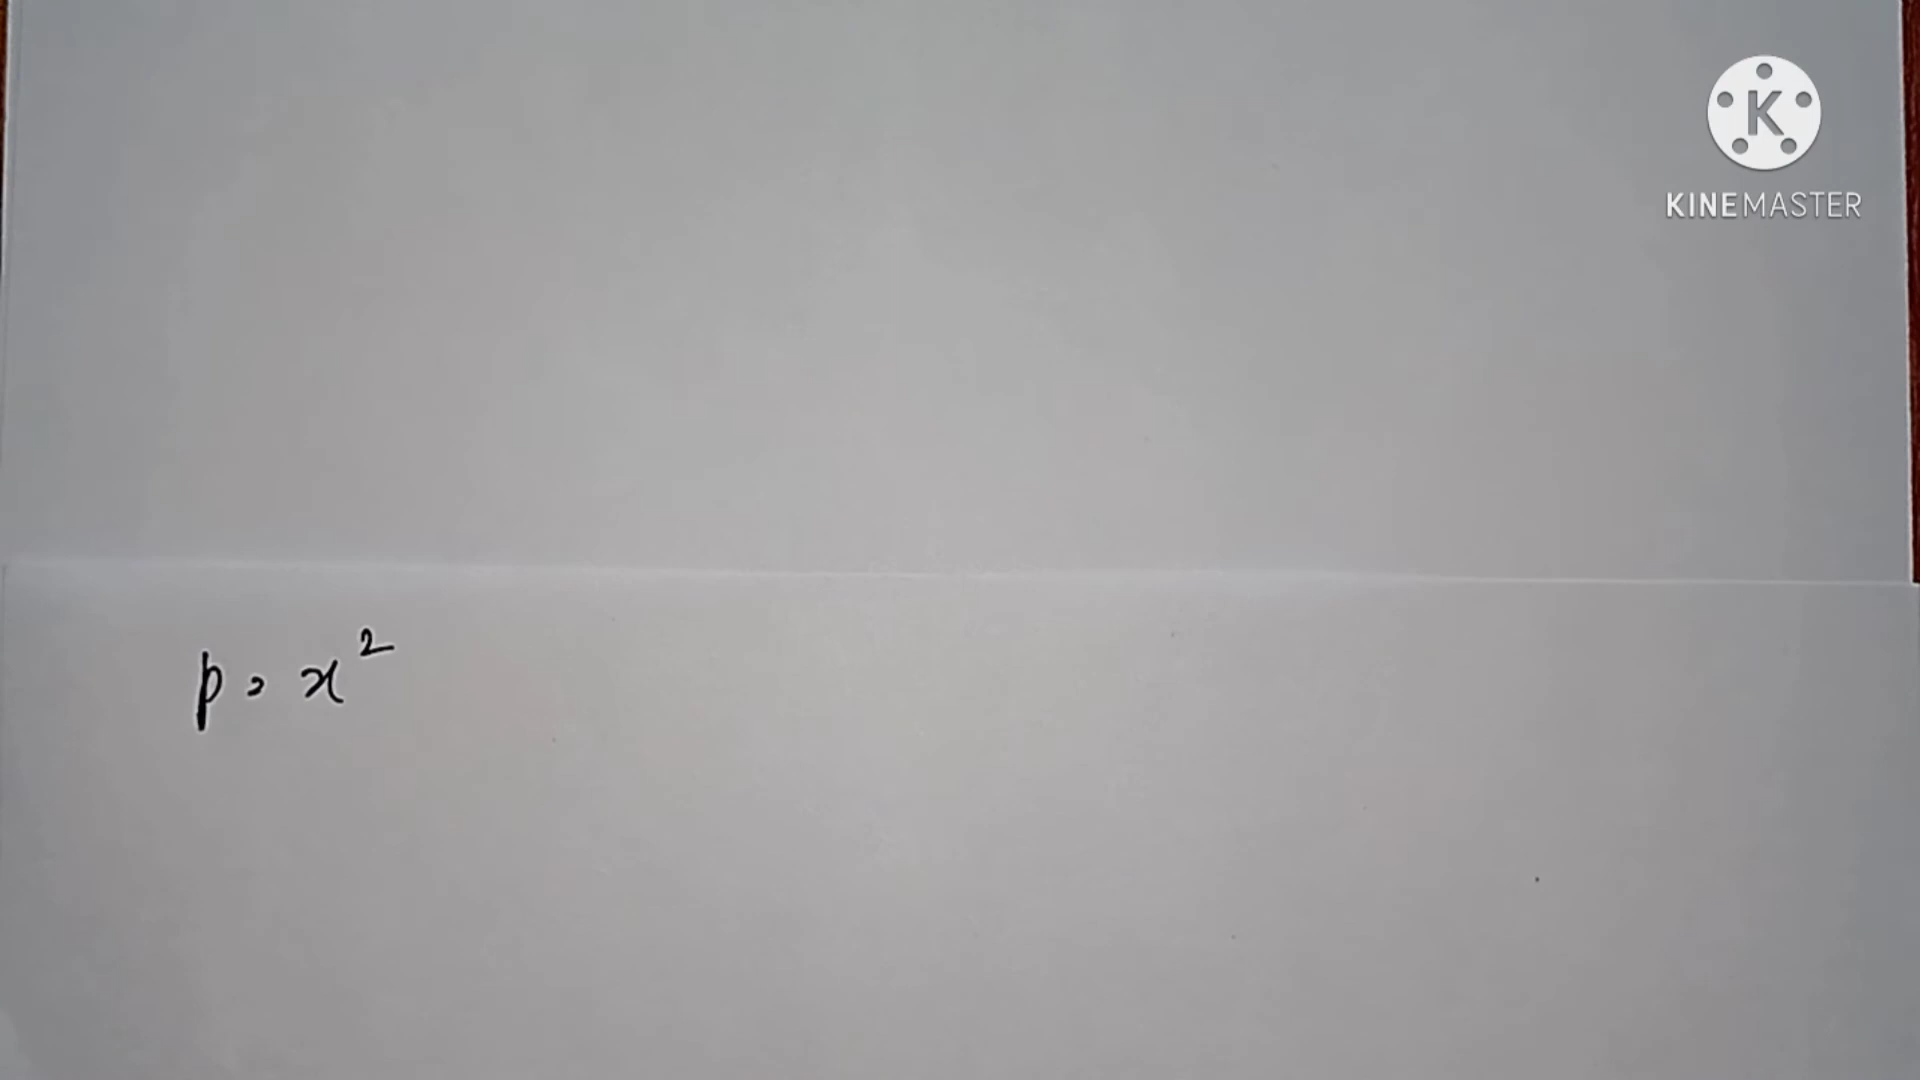 K
KINEMASTER
p = x²